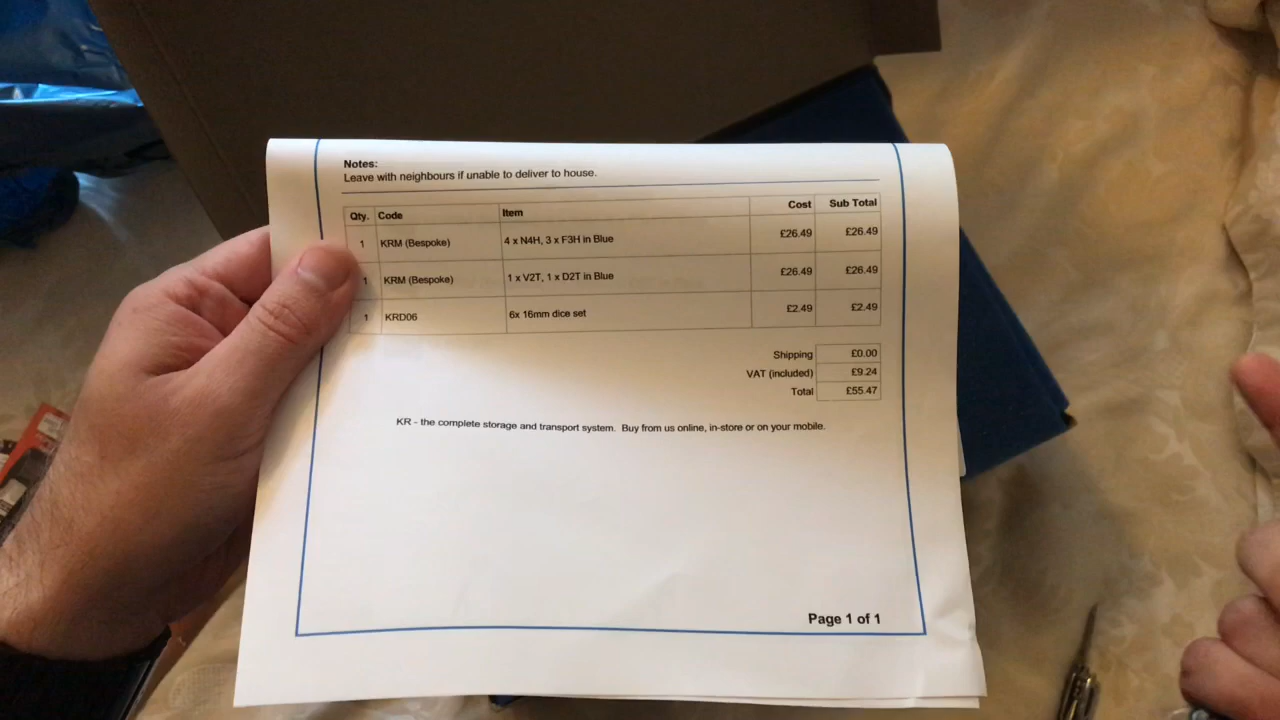 Notes:
Leave with neighbours if unable to deliver to house.
Qty. Code Item Cost Sub Total
1 KRM (Bespoke) 4 x N4H, 3 x F3H in Blue £26.49 £26.49
1 KRM (Bespoke) 1 x V2T, 1 x D2T in Blue £26.49 £26.49
1 KRD06 6x 16mm dice set £2.49 £2.49
Shipping £0.00
VAT (included) £9.24
Total £55.47
KR - the complete storage and transport system. Buy from us online, in-store or on your mobile.
Page 1 of 1